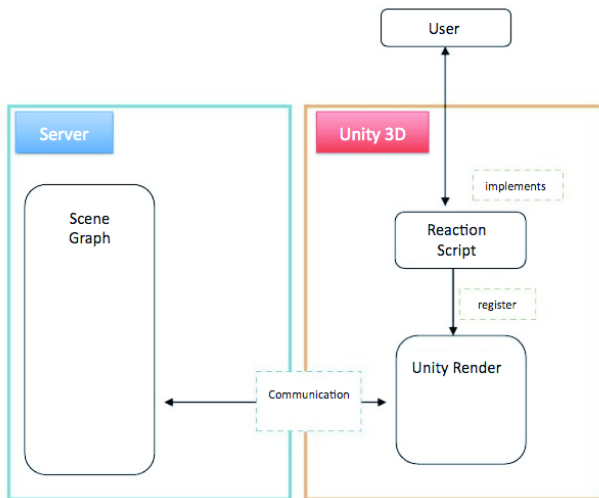 User
Server
Unity 3D
implements
Scene
Graph
Reaction
Script
register
Unity Render
Communication